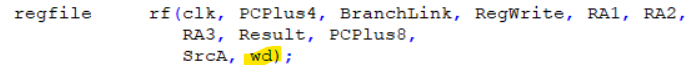 regfile     rf(clk, PCPlus4, BranchLink, RegWrite, RA1, RA2,
RA3, Result, PCPlus8,
SrcA, wd);